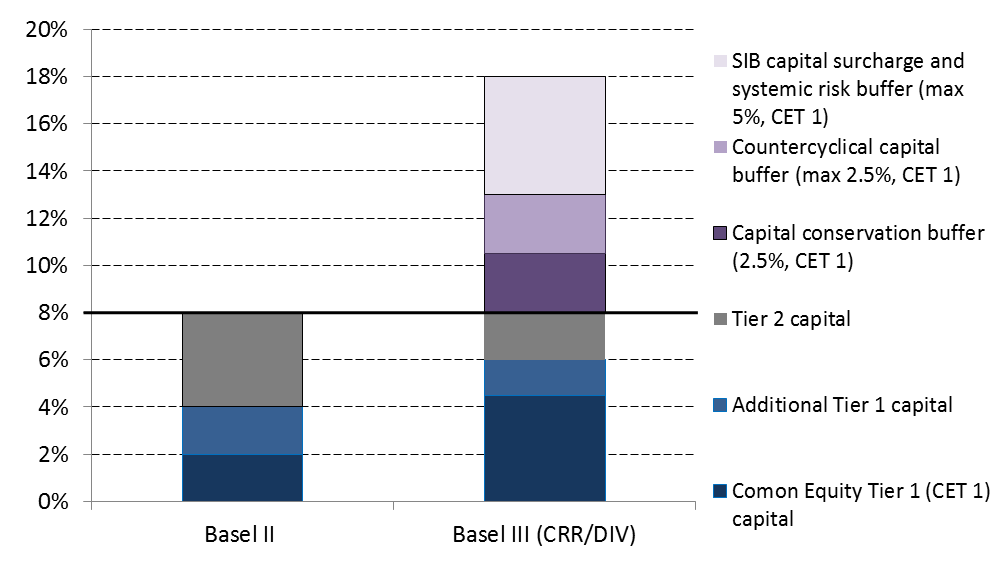 20%
18%
16%
14%
12%
10%
8%
6%
4%
2%
0%
Basel II
Basel III (CRR/DIV)
SIB capital surcharge and
systemic risk buffer (max
5%, CET 1)
Countercyclical capital
buffer (max 2.5%, CET 1)
Capital conservation buffer
(2.5%, CET 1)
Tier 2 capital
Additional Tier 1 capital
Comon Equity Tier 1 (CET 1)
capital